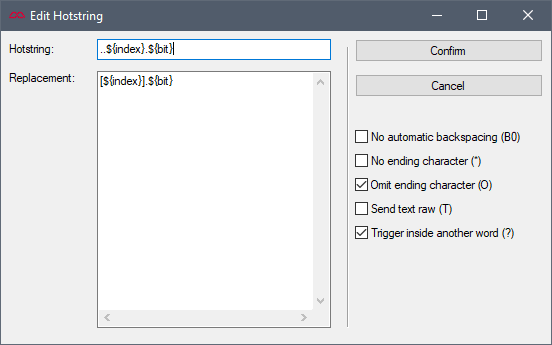 Edit Hotstring
Hotstring:
..${index}.${bit}
Replacement:
[${index}].${bit}
Confirm
Cancel
No automatic backspacing (B0)
No ending character (*)
Omit ending character (O)
Send text raw (T)
Trigger inside another word (?)